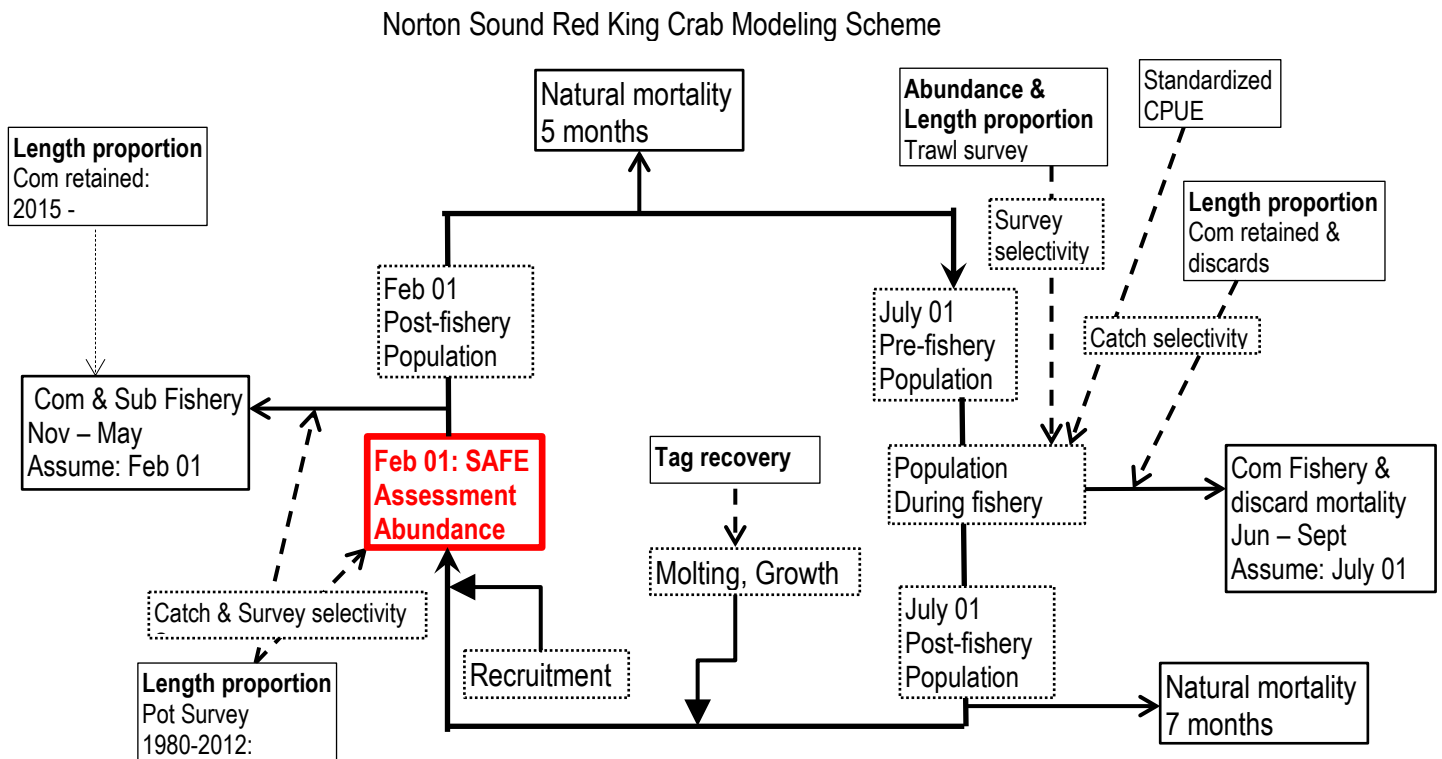 Norton Sound Red King Crab Modeling Scheme
Natural mortality
5 months
Abundance &
Length proportion
Trawl survey
Standardized
CPUE
Length proportion
Com retained:
2015 -
Length proportion
Com retained &
discards
Survey
selectivity
Feb 01
Post-fishery
Population
July 01
Pre-fishery
Population
Catch selectivity
Com & Sub Fishery
Nov – May
Assume: Feb 01
Feb 01: SAFE
Assessment
Abundance
Tag recovery
Population
During fishery
Com Fishery &
discard mortality
Jun – Sept
Assume: July 01
Molting, Growth
Catch & Survey selectivity
July 01
Post-fishery
Population
Recruitment
Length proportion
Pot Survey
1980-2012:
Natural mortality
7 months